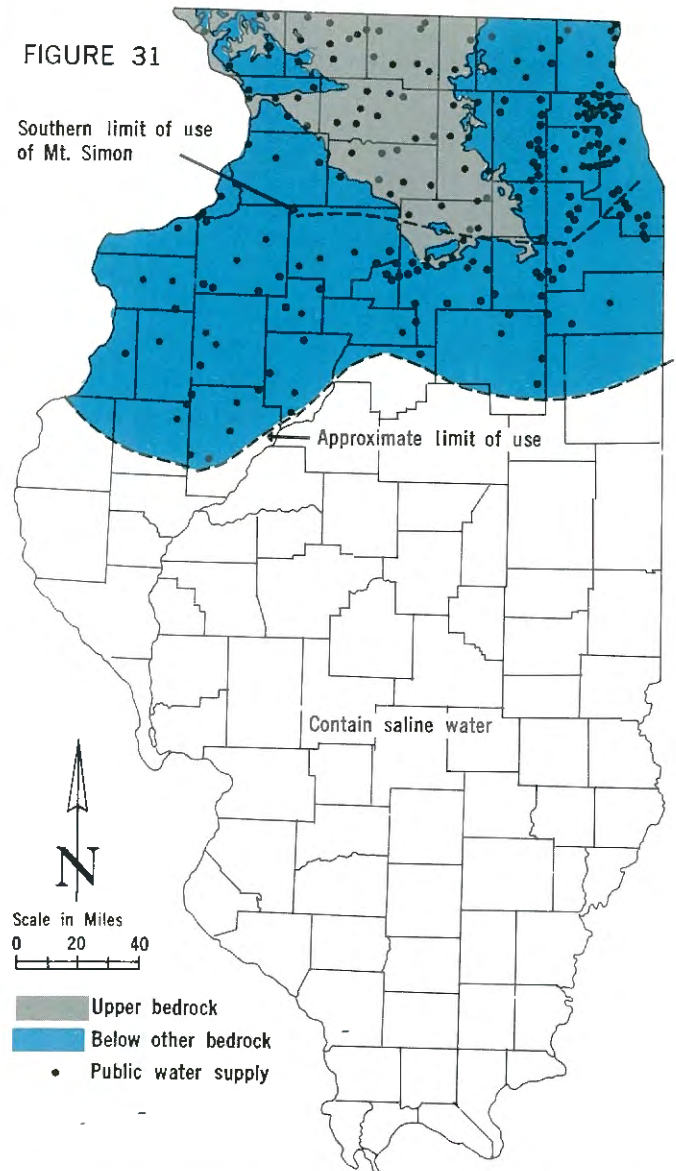 FIGURE 31
Southern limit of use
of Mt. Simon
Approximate limit of use
Contain saline water
N
Scale in Miles
0 20 40
Upper bedrock
Below other bedrock
Public water supply